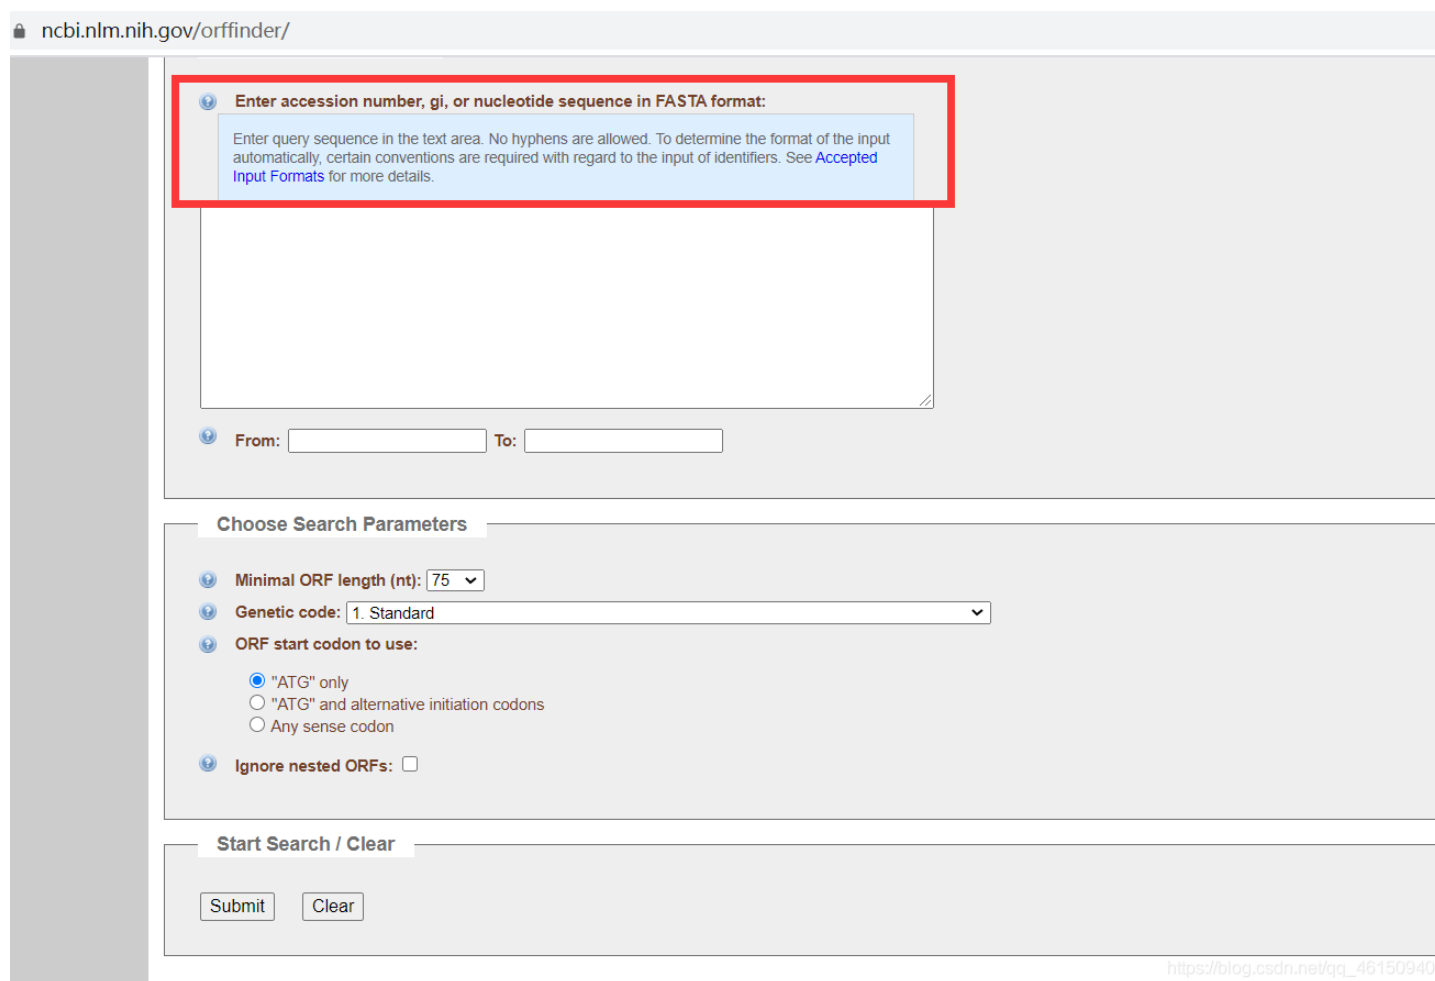 ncbi.nlm.nih.gov/orffinder/
Enter accession number, gi, or nucleotide sequence in FASTA format:
Enter query sequence in the text area. No hyphens are allowed. To determine the format of the input
automatically, certain conventions are required with regard to the input of identifiers. See Accepted
Input Formats for more details.
From: To:
Choose Search Parameters
Minimal ORF length (nt): 75
Genetic code: 1. Standard
ORF start codon to use:
"ATG" only
"ATG" and alternative initiation codons
Any sense codon
Ignore nested ORFs:
Start Search / Clear
Submit Clear
https://blog.csdn.net/qq_46150940